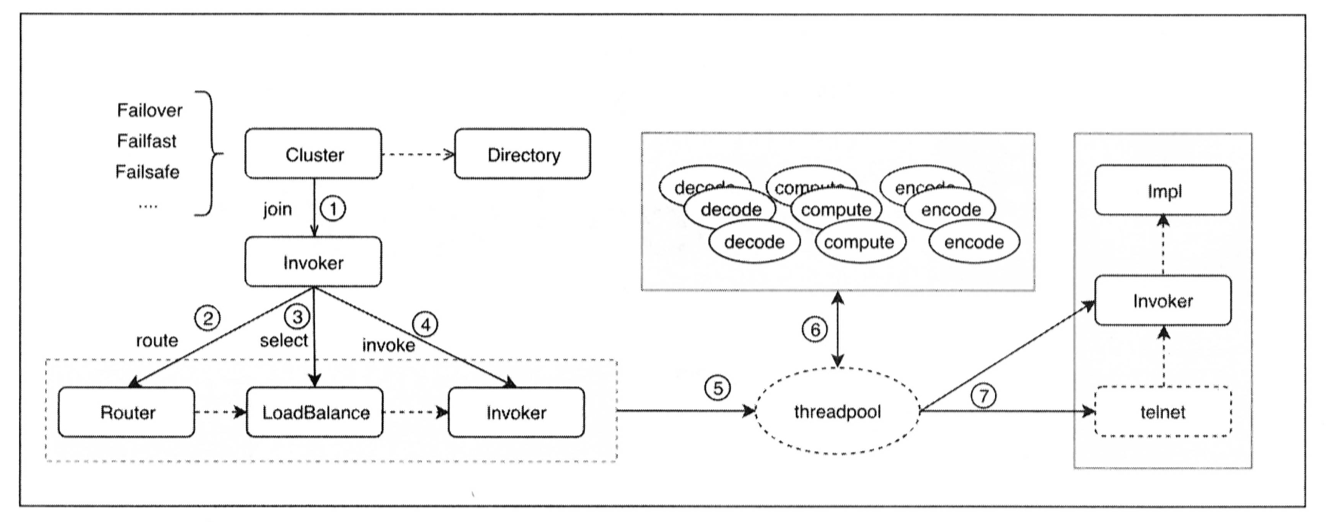 Failover
Failfast
Failsafe
....
Cluster
Directory
join ①
Invoker
② ③ ④
route select invoke
Router
LoadBalance
Invoker
⑤
decode compute encode
decode compute encode
decode compute encode
⑥
threadpool
⑦
Impl
Invoker
telnet